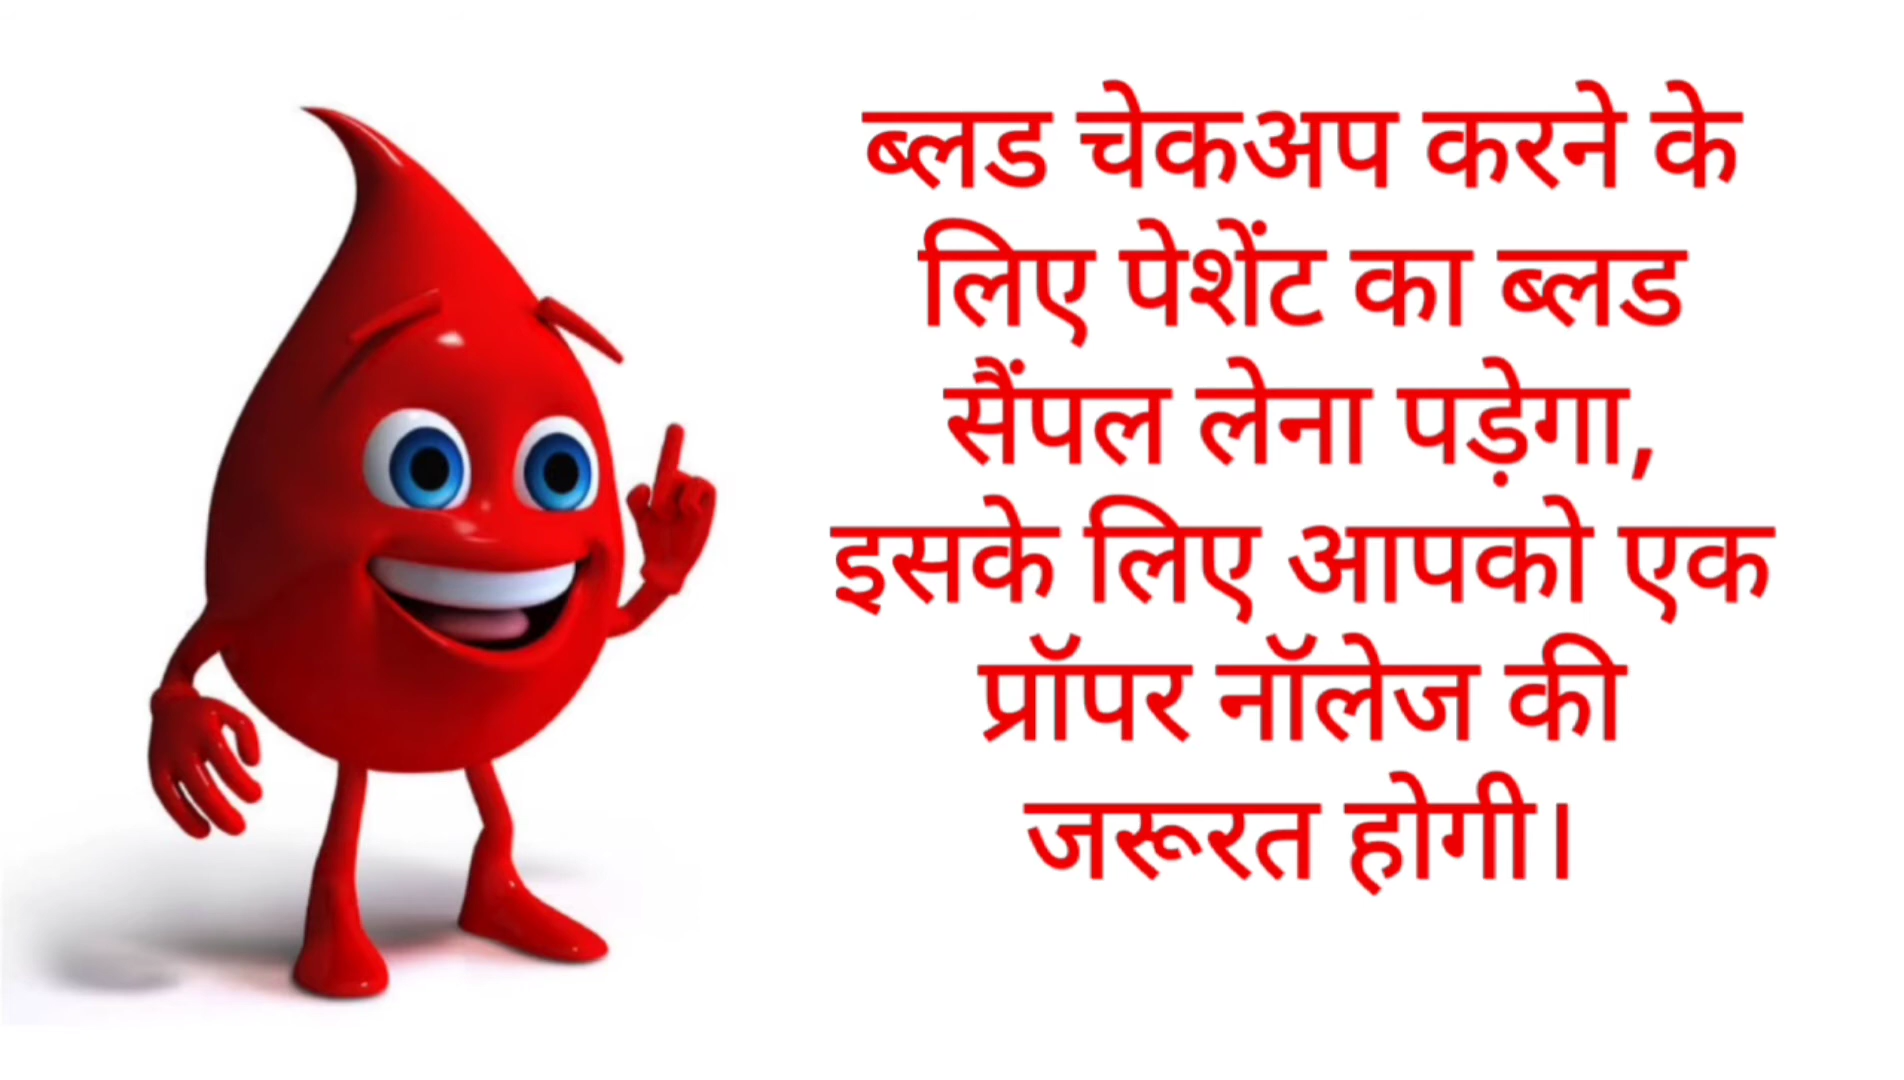 ब्लड चेकअप करने के
लिए पेशेंट का ब्लड
सैंपल लेना पड़ेगा,
इसके लिए आपको एक
प्रॉपर नॉलेज की
जरूरत होगी।